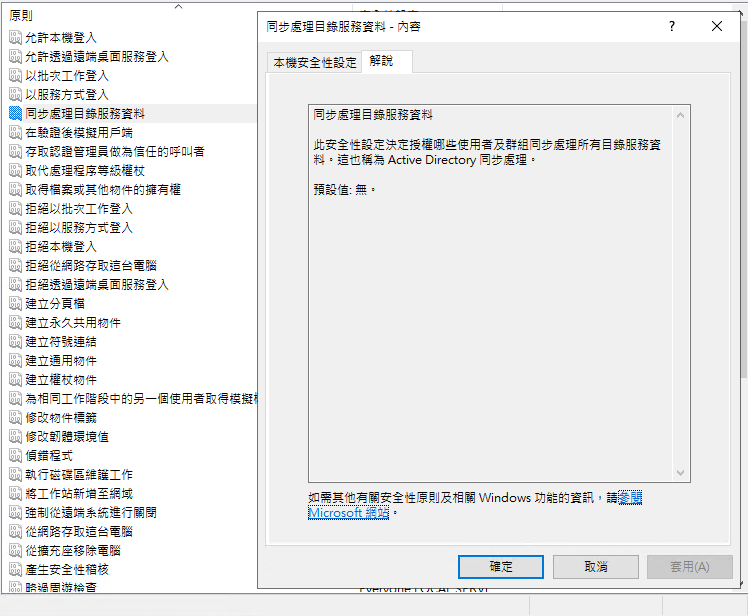 原則
允許本機登入
允許透過遠端桌面服務登入
以批次工作登入
以服務方式登入
同步處理目錄服務資料
在驗證後模擬用戶端
存取認證管理員做為信任的呼叫者
取代處理程序等級權杖
取得檔案或其他物件的擁有權
拒絕以批次工作登入
拒絕以服務方式登入
拒絕本機登入
拒絕從網路存取這台電腦
拒絕透過遠端桌面服務登入
建立分頁檔
建立永久共用物件
建立符號連結
建立通用物件
建立權杖物件
為相同工作階段中的另一個使用者取得模擬
修改物件標籤
修改韌體環境值
偵錯程式
執行磁碟區維護工作
將工作站新增至網域
強制從遠端系統進行關閉
從網路存取這台電腦
從擴充座移除電腦
產生安全性稽核
略過周遊檢查
同步處理目錄服務資料 - 內容
?
本機安全性設定
解說
同步處理目錄服務資料
此安全性設定決定授權哪些使用者及群組同步處理所有目錄服務資
料。這也稱為 Active Directory 同步處理。
預設值: 無。
如需其他有關安全性原則及相關 Windows 功能的資訊，請參閱
Microsoft 網站。
確定
取消
套用(A)